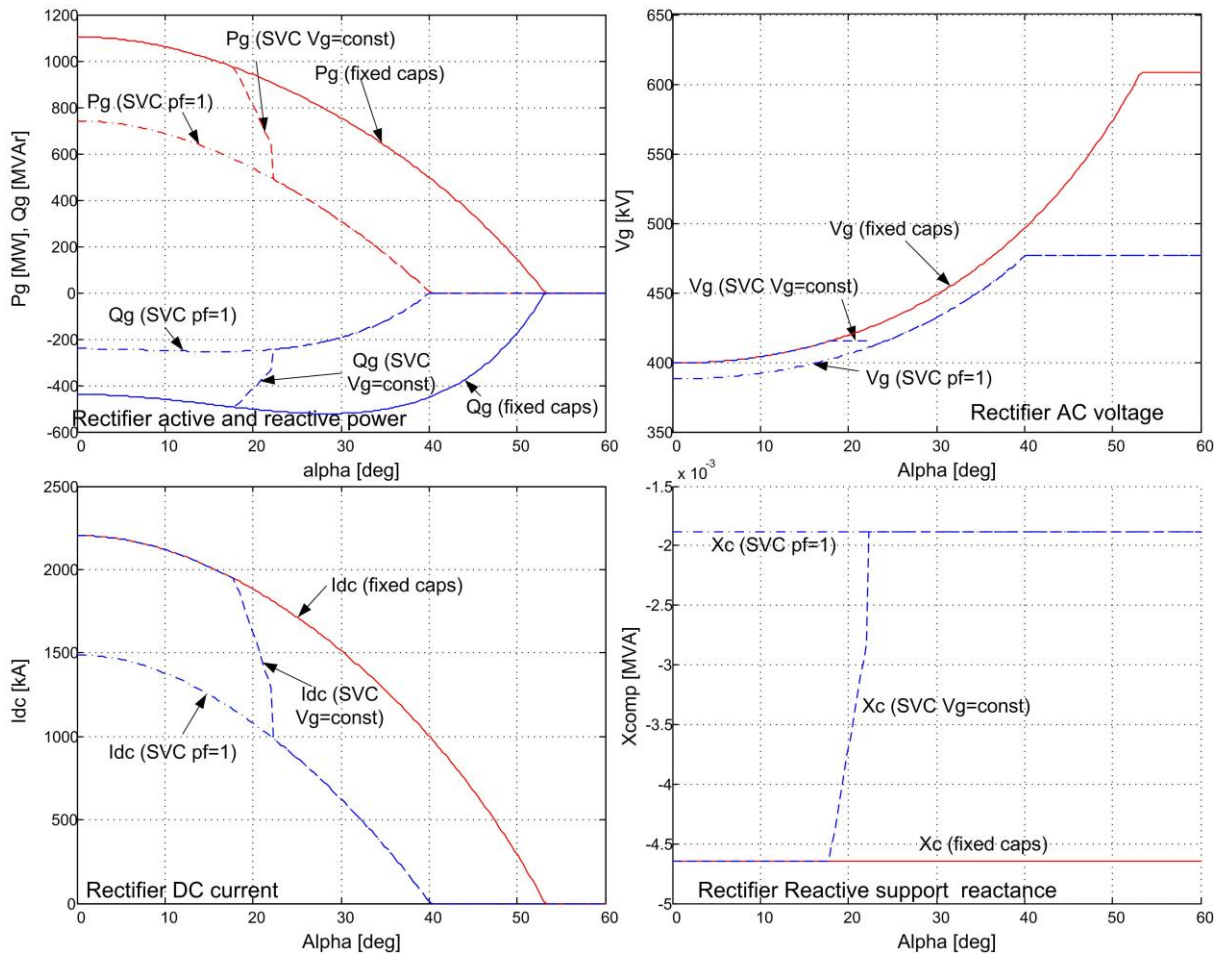 1200
1000
800
600
400
200
0
-200
-400
-600
Pg [MW], Qg [MVAr]
Pg (SVC Vg=const)
Pg (fixed caps)
Pg (SVC pf=1)
Qg (SVC pf=1)
Qg (SVC
Vg=const)
Qg (fixed caps)
Rectifier active and reactive power
0 10 20 30 40 50 60
alpha [deg]
650
600
550
500
450
400
350
Vg [kV]
Vg (fixed caps)
Vg (SVC Vg=const)
Vg (SVC pf=1)
Rectifier AC voltage
0 10 20 30 40 50 60
Alpha [deg]
2500
2000
1500
1000
500
0
Idc [kA]
Idc (fixed caps)
Idc (SVC
Vg=const)
Idc (SVC pf=1)
Rectifier DC current
0 10 20 30 40 50 60
Alpha [deg]
x 10⁻³
-1.5
-2
-2.5
-3
-3.5
-4
-4.5
-5
Xcomp [MVA]
Xc (SVC pf=1)
Xc (SVC Vg=const)
Xc (fixed caps)
Rectifier Reactive support reactance
0 10 20 30 40 50 60
Alpha [deg]